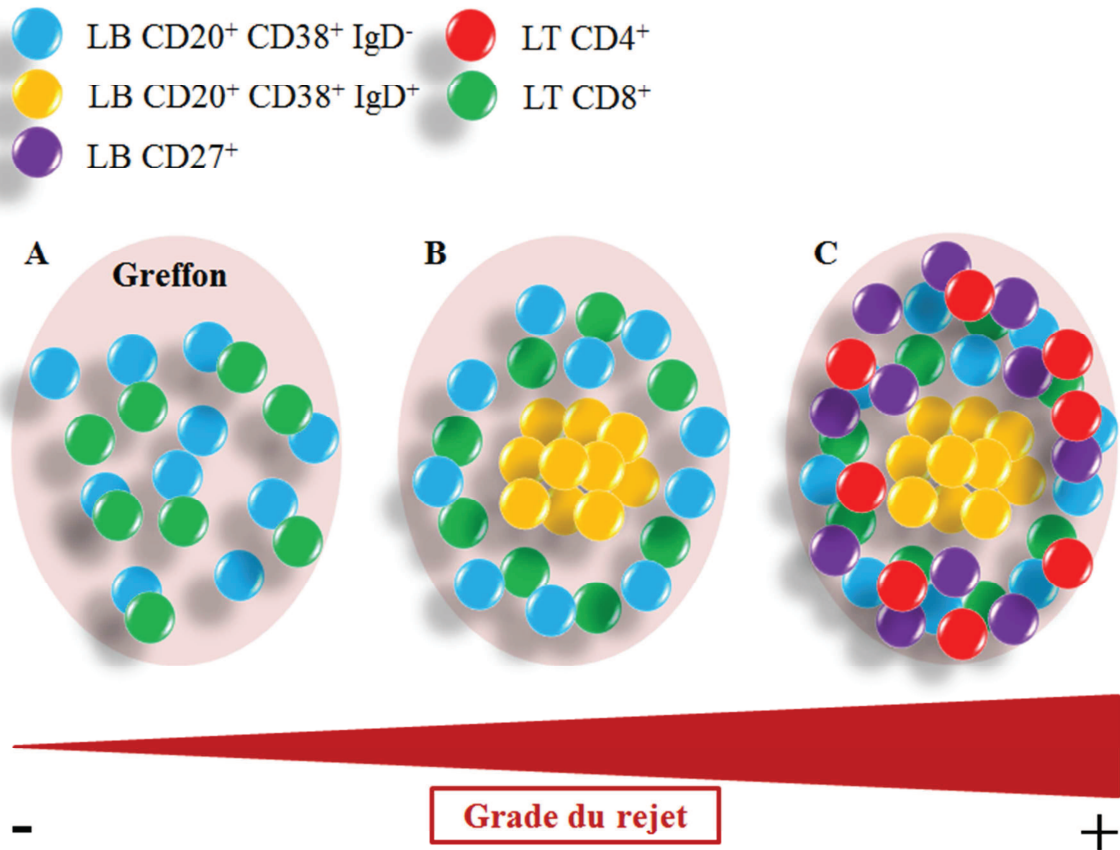 LB CD20⁺ CD38⁺ IgD⁻
LT CD4⁺
LB CD20⁺ CD38⁺ IgD⁺
LT CD8⁺
LB CD27⁺
A
B
C
Greffon
-
Grade du rejet
+